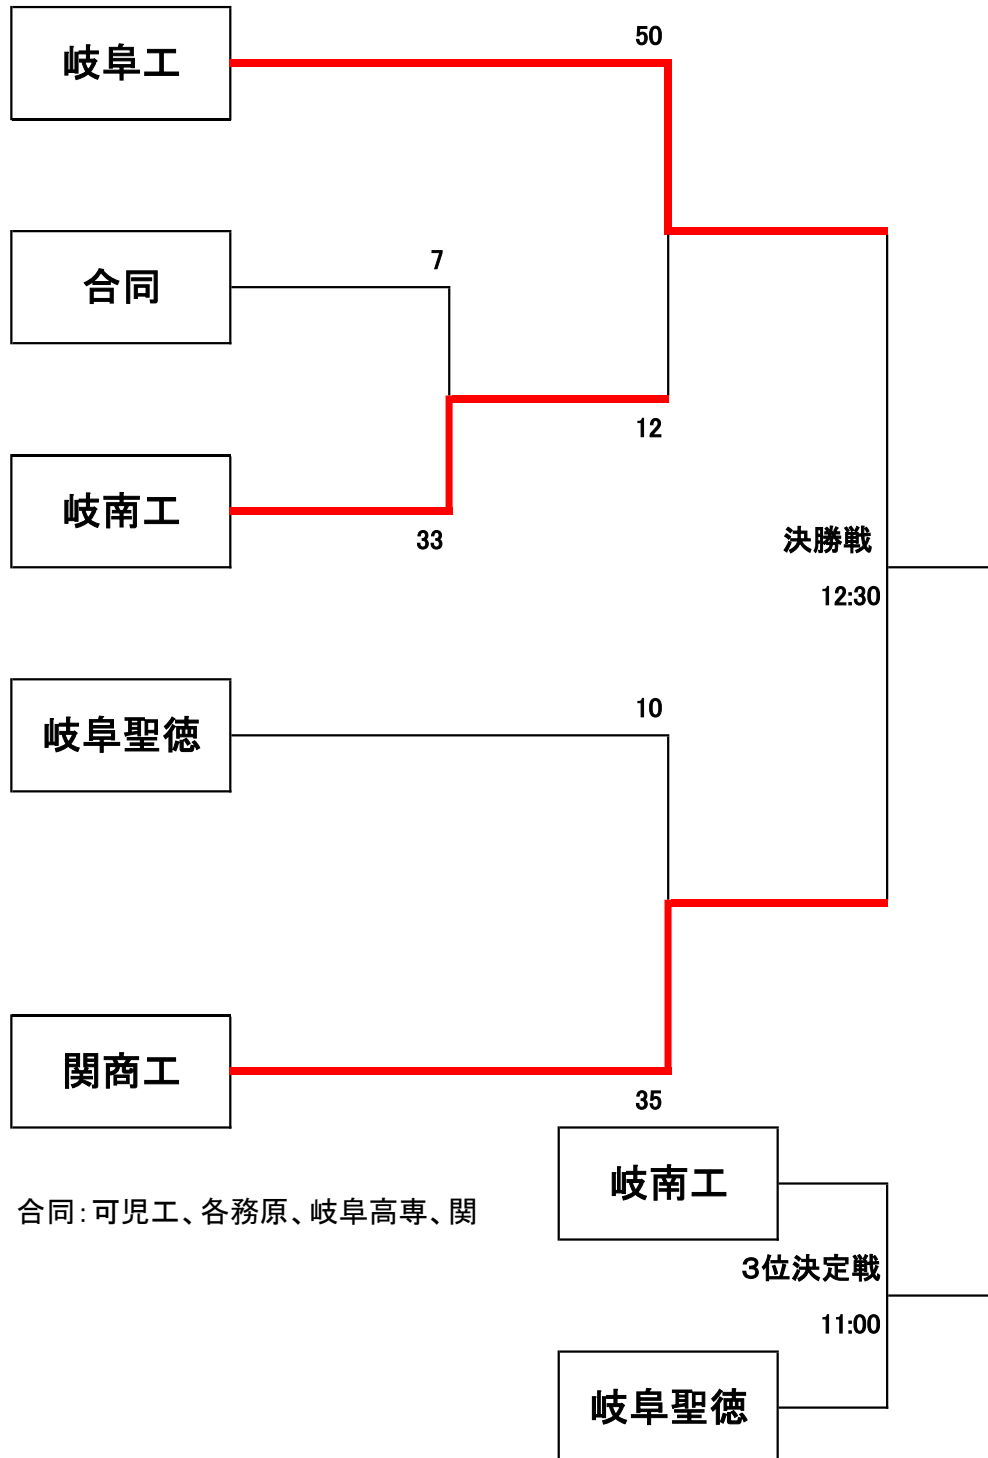 岐阜工
50
合同
7
12
岐南工
33
決勝戦
12:30
岐阜聖徳
10
関商工
35
合同：可児工、各務原、岐阜高専、関
岐南工
３位決定戦
11:00
岐阜聖徳